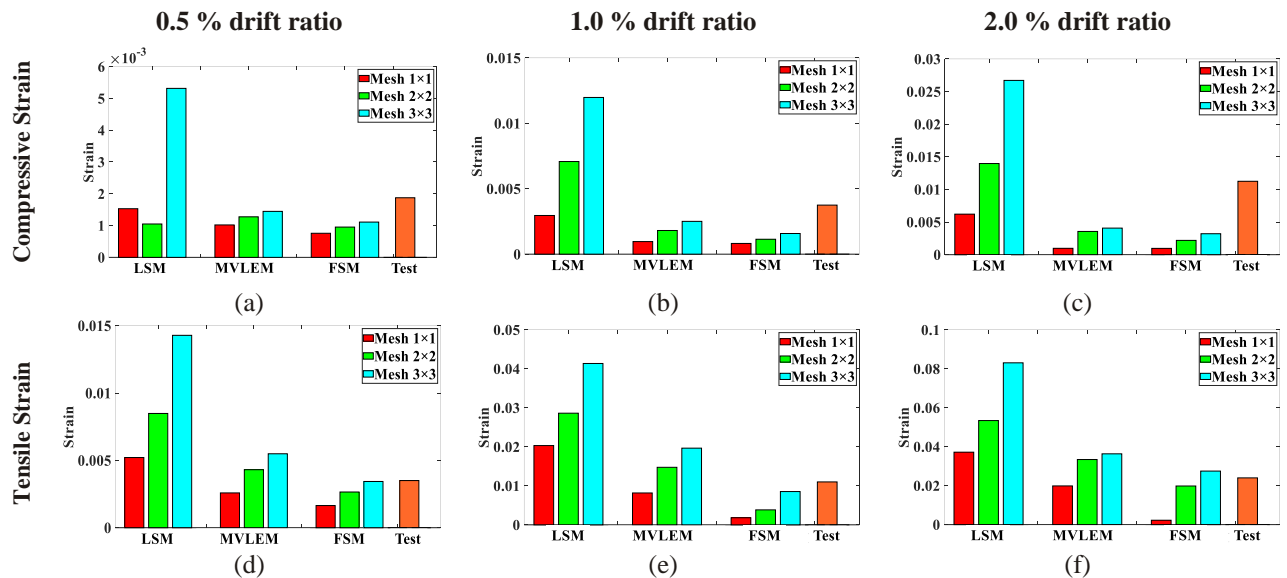 0.5 % drift ratio
1.0 % drift ratio
2.0 % drift ratio
Compressive Strain
×10⁻³
6
5
4
3
2
1
0
Strain
Mesh 1×1
Mesh 2×2
Mesh 3×3
LSM MVLEM FSM Test
(a)
0.015
0.01
0.005
0
Strain
Mesh 1×1
Mesh 2×2
Mesh 3×3
LSM MVLEM FSM Test
(b)
0.03
0.025
0.02
0.015
0.01
0.005
0
Strain
Mesh 1×1
Mesh 2×2
Mesh 3×3
LSM MVLEM FSM Test
(c)
Tensile Strain
0.015
0.01
0.005
0
Strain
Mesh 1×1
Mesh 2×2
Mesh 3×3
LSM MVLEM FSM Test
(d)
0.05
0.04
0.03
0.02
0.01
0
Strain
Mesh 1×1
Mesh 2×2
Mesh 3×3
LSM MVLEM FSM Test
(e)
0.1
0.08
0.06
0.04
0.02
0
Strain
Mesh 1×1
Mesh 2×2
Mesh 3×3
LSM MVLEM FSM Test
(f)